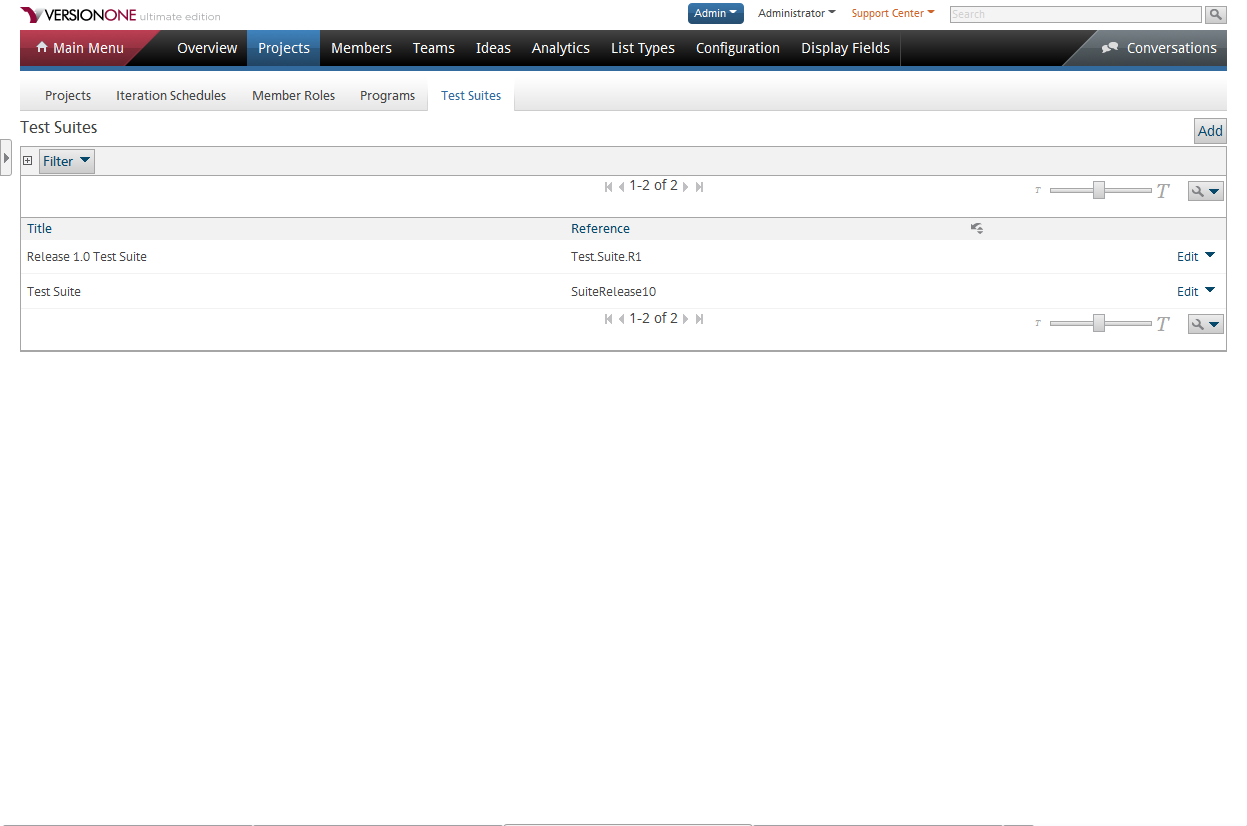 VERSIONONE ultimate edition
Admin Administrator Support Center Search
Main Menu Overview Projects Members Teams Ideas Analytics List Types Configuration Display Fields Conversations
Projects Iteration Schedules Member Roles Programs Test Suites
Test Suites
Add
Filter
1-2 of 2 T T
Title Reference
Release 1.0 Test Suite Test.Suite.R1 Edit
Test Suite SuiteRelease10 Edit
1-2 of 2 T T